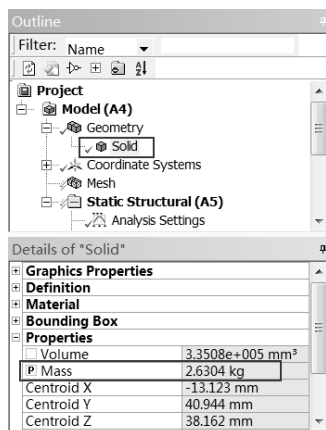 Outline
Filter: Name
Project
Model (A4)
Geometry
Solid
Coordinate Systems
Mesh
Static Structural (A5)
Analysis Settings
Details of "Solid"
Graphics Properties
Definition
Material
Bounding Box
Properties
Volume 3.3508e+005 mm³
P Mass 2.6304 kg
Centroid X -13.123 mm
Centroid Y 40.944 mm
Centroid Z 38.162 mm